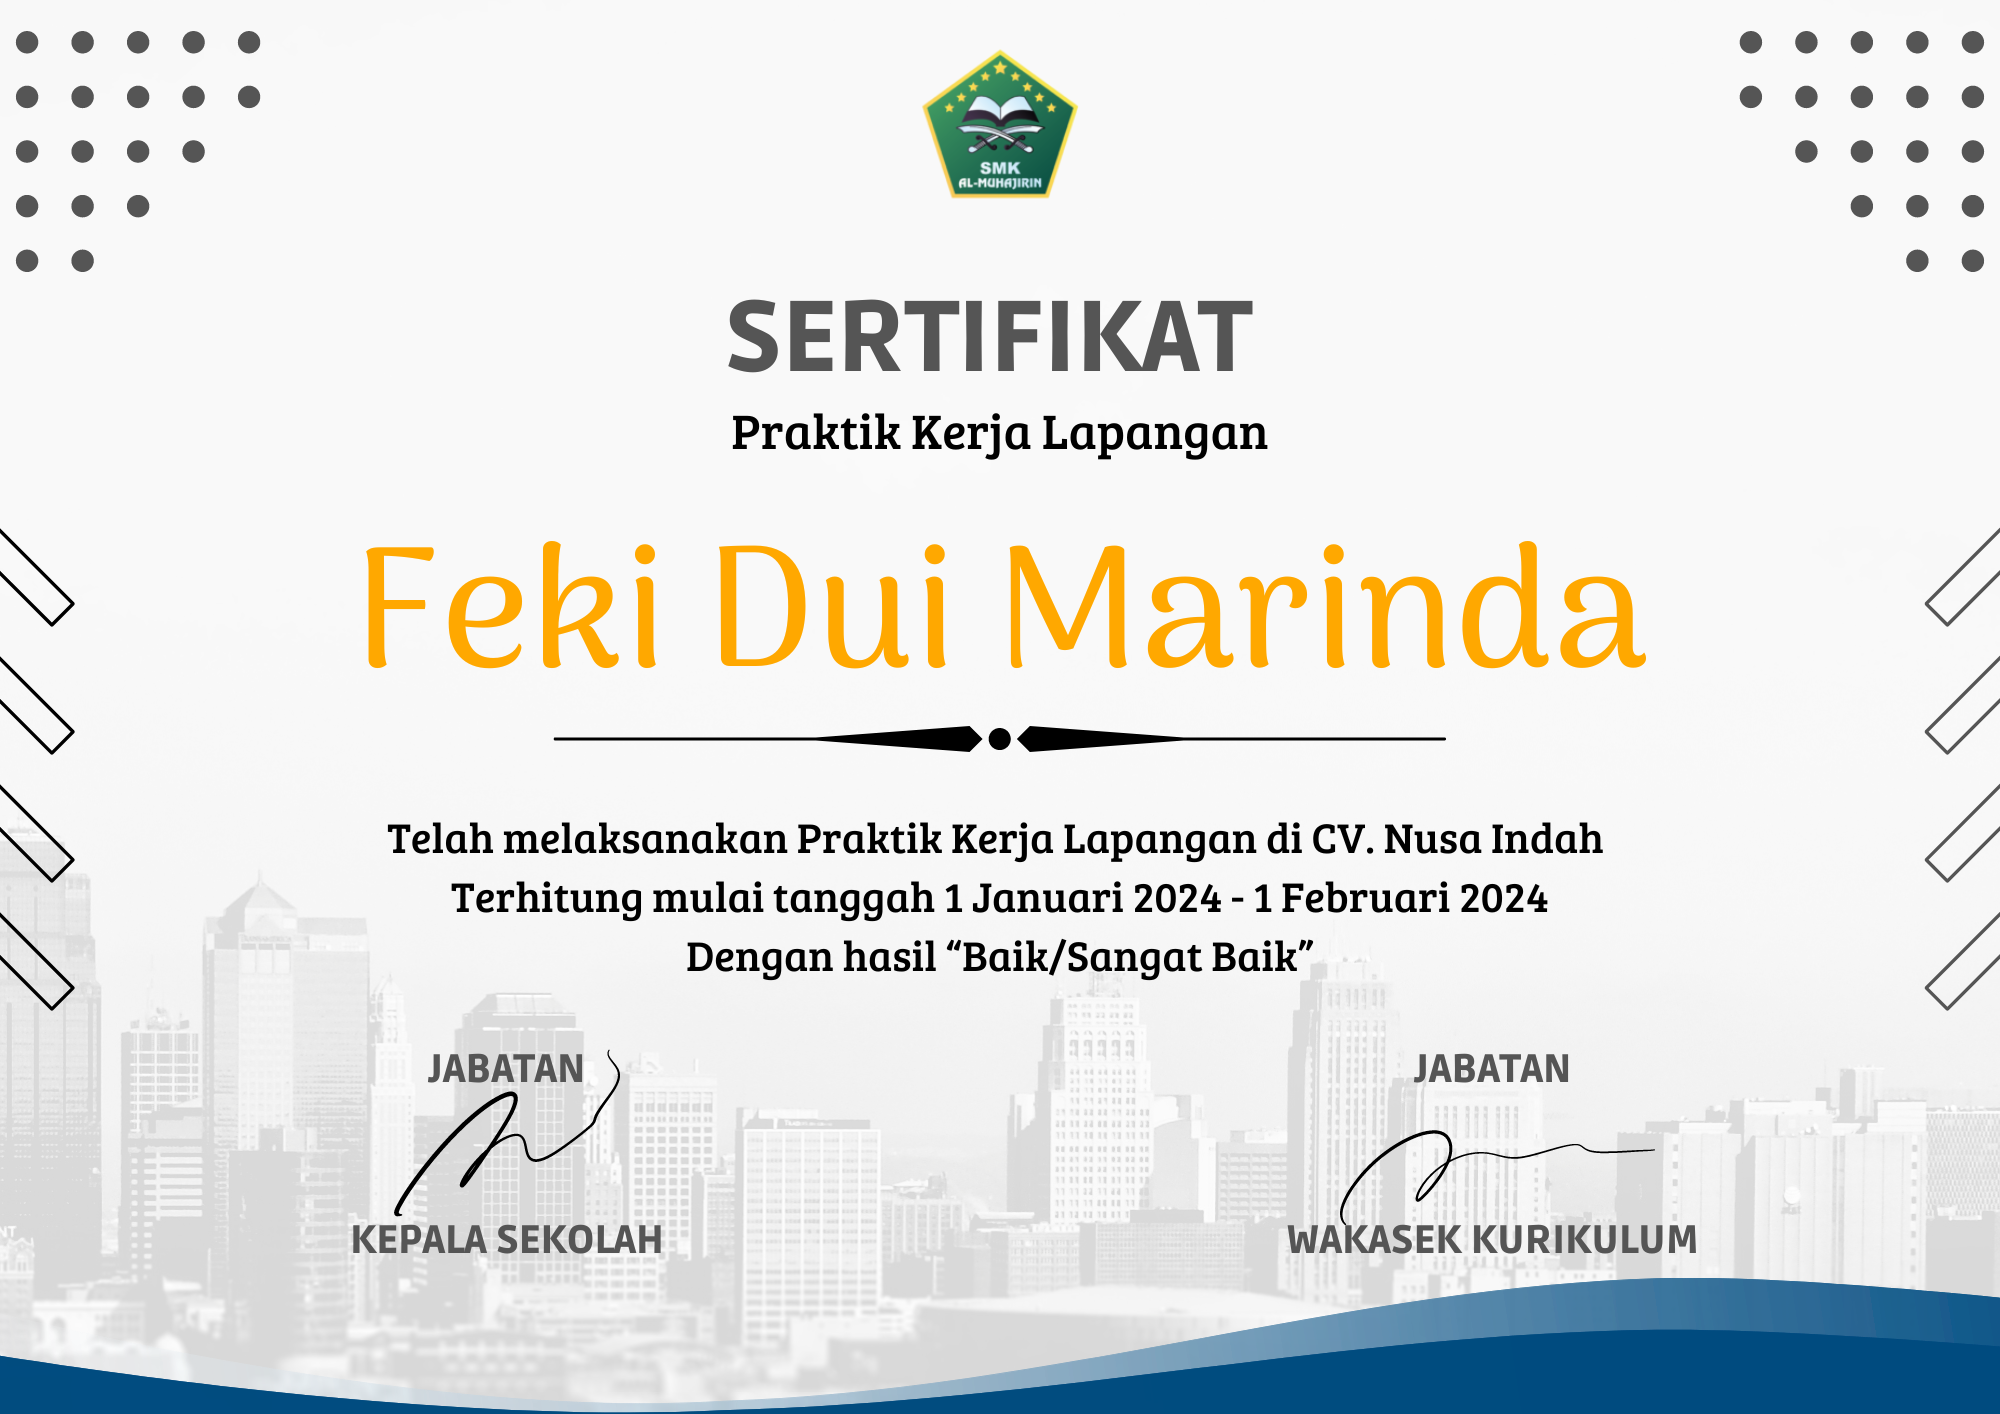 SMK
AL-MUHAJIRIN
SERTIFIKAT
Praktik Kerja Lapangan
Feki Dui Marinda
Telah melaksanakan Praktik Kerja Lapangan di CV. Nusa Indah
Terhitung mulai tanggah 1 Januari 2024 - 1 Februari 2024
Dengan hasil “Baik/Sangat Baik”
JABATAN
KEPALA SEKOLAH
JABATAN
WAKASEK KURIKULUM